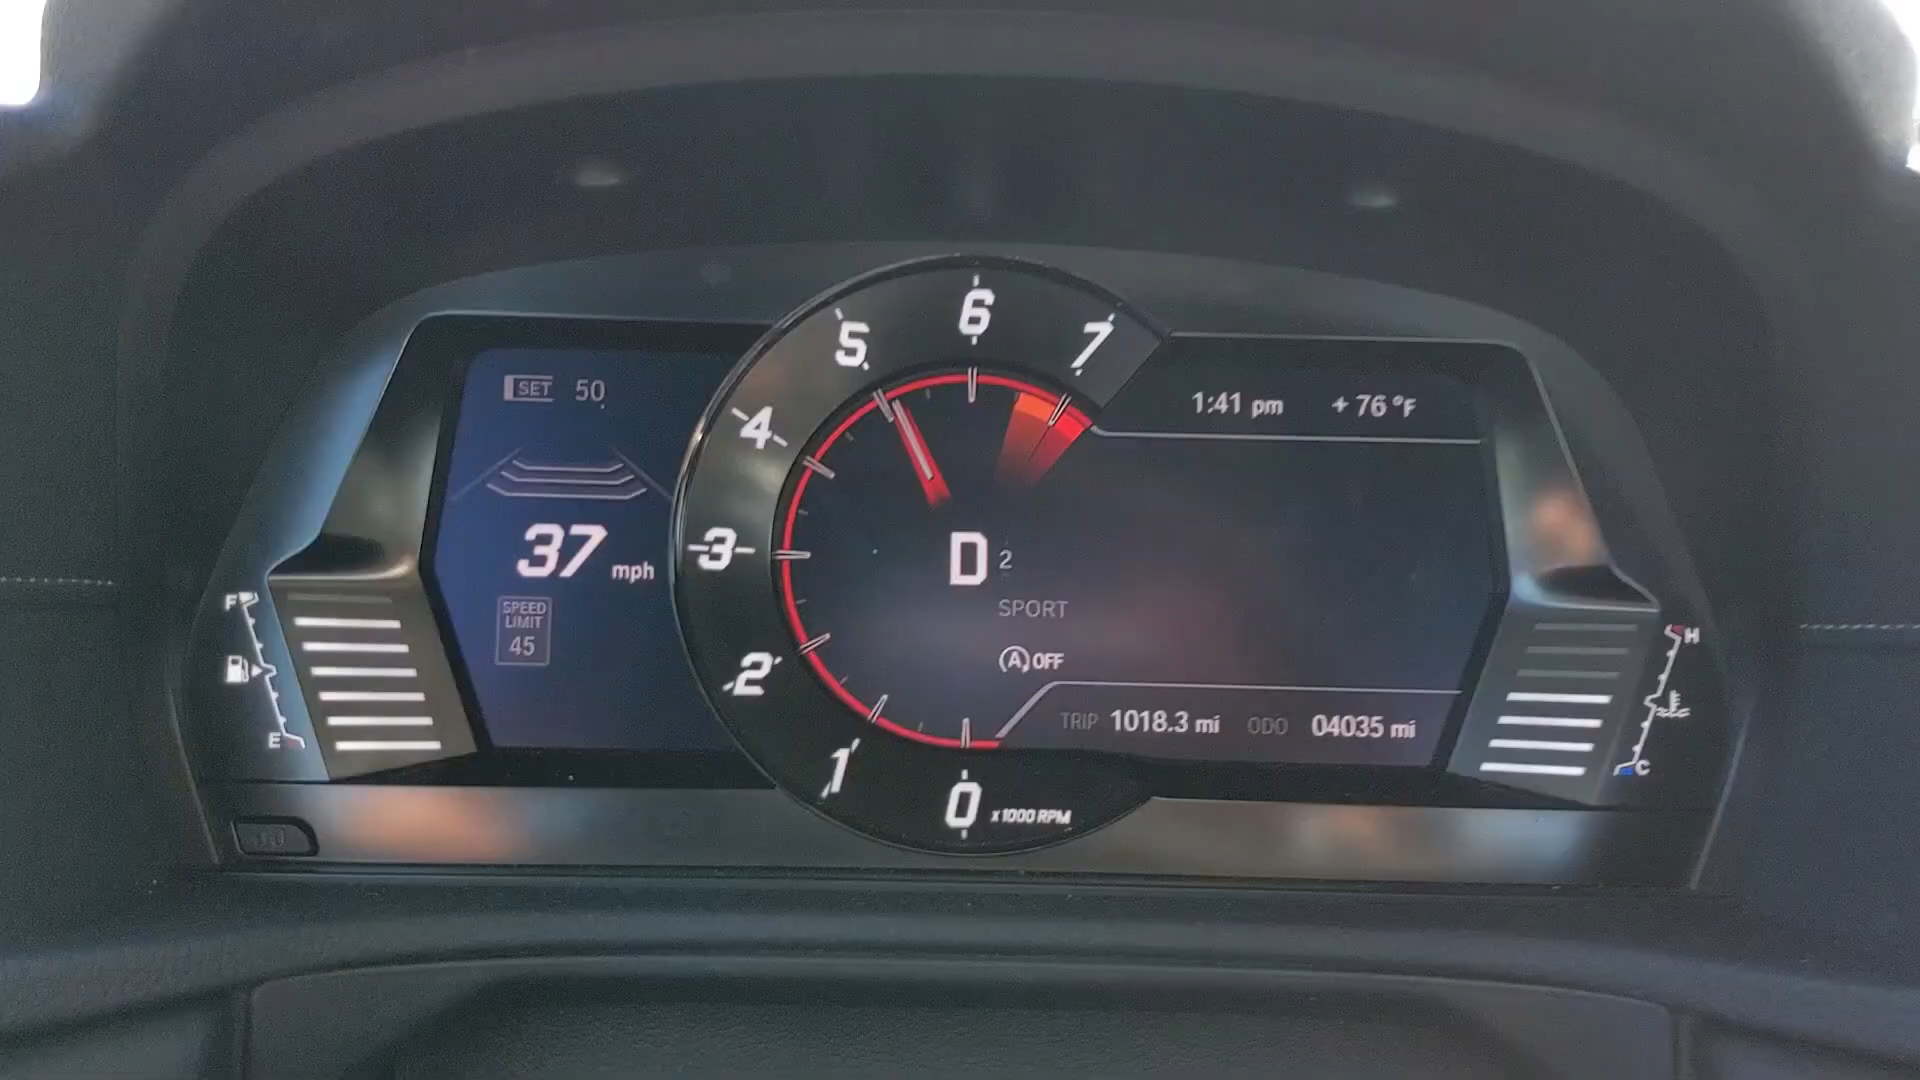 SET 50
37 mph
SPEED
LIMIT
45
F
E
0
1
2
3
4
5
6
7
x1000 RPM
D 2
SPORT
A OFF
1:41 pm +76°F
TRIP 1018.3 mi ODO 04035 mi
H
C